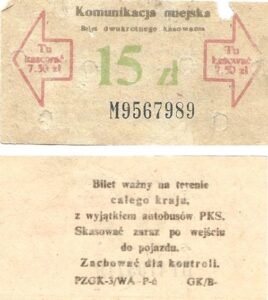 Komunikacja miejska
Bilet dwukrotnego kasowania
Tu
kasować
7.50 zł
15 zł
Tu
kasować
7.50 zł
M9567989
Bilet ważny na terenie
całego kraju,
z wyjątkiem autobusów PKS.
Skasować zaraz po wejściu
do pojazdu.
Zachować dla kontroli.
PZGK-3/WA -P-6 GK/B-